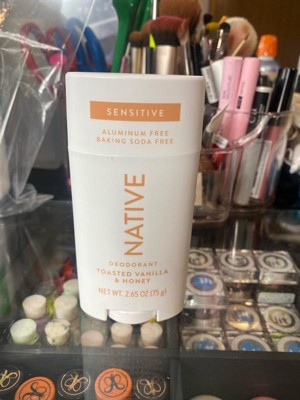 SENSITIVE
ALUMINUM FREE
BAKING SODA FREE
NATIVE
DEODORANT
TOASTED VANILLA
& HONEY
NET WT. 2.65 OZ (75 g)